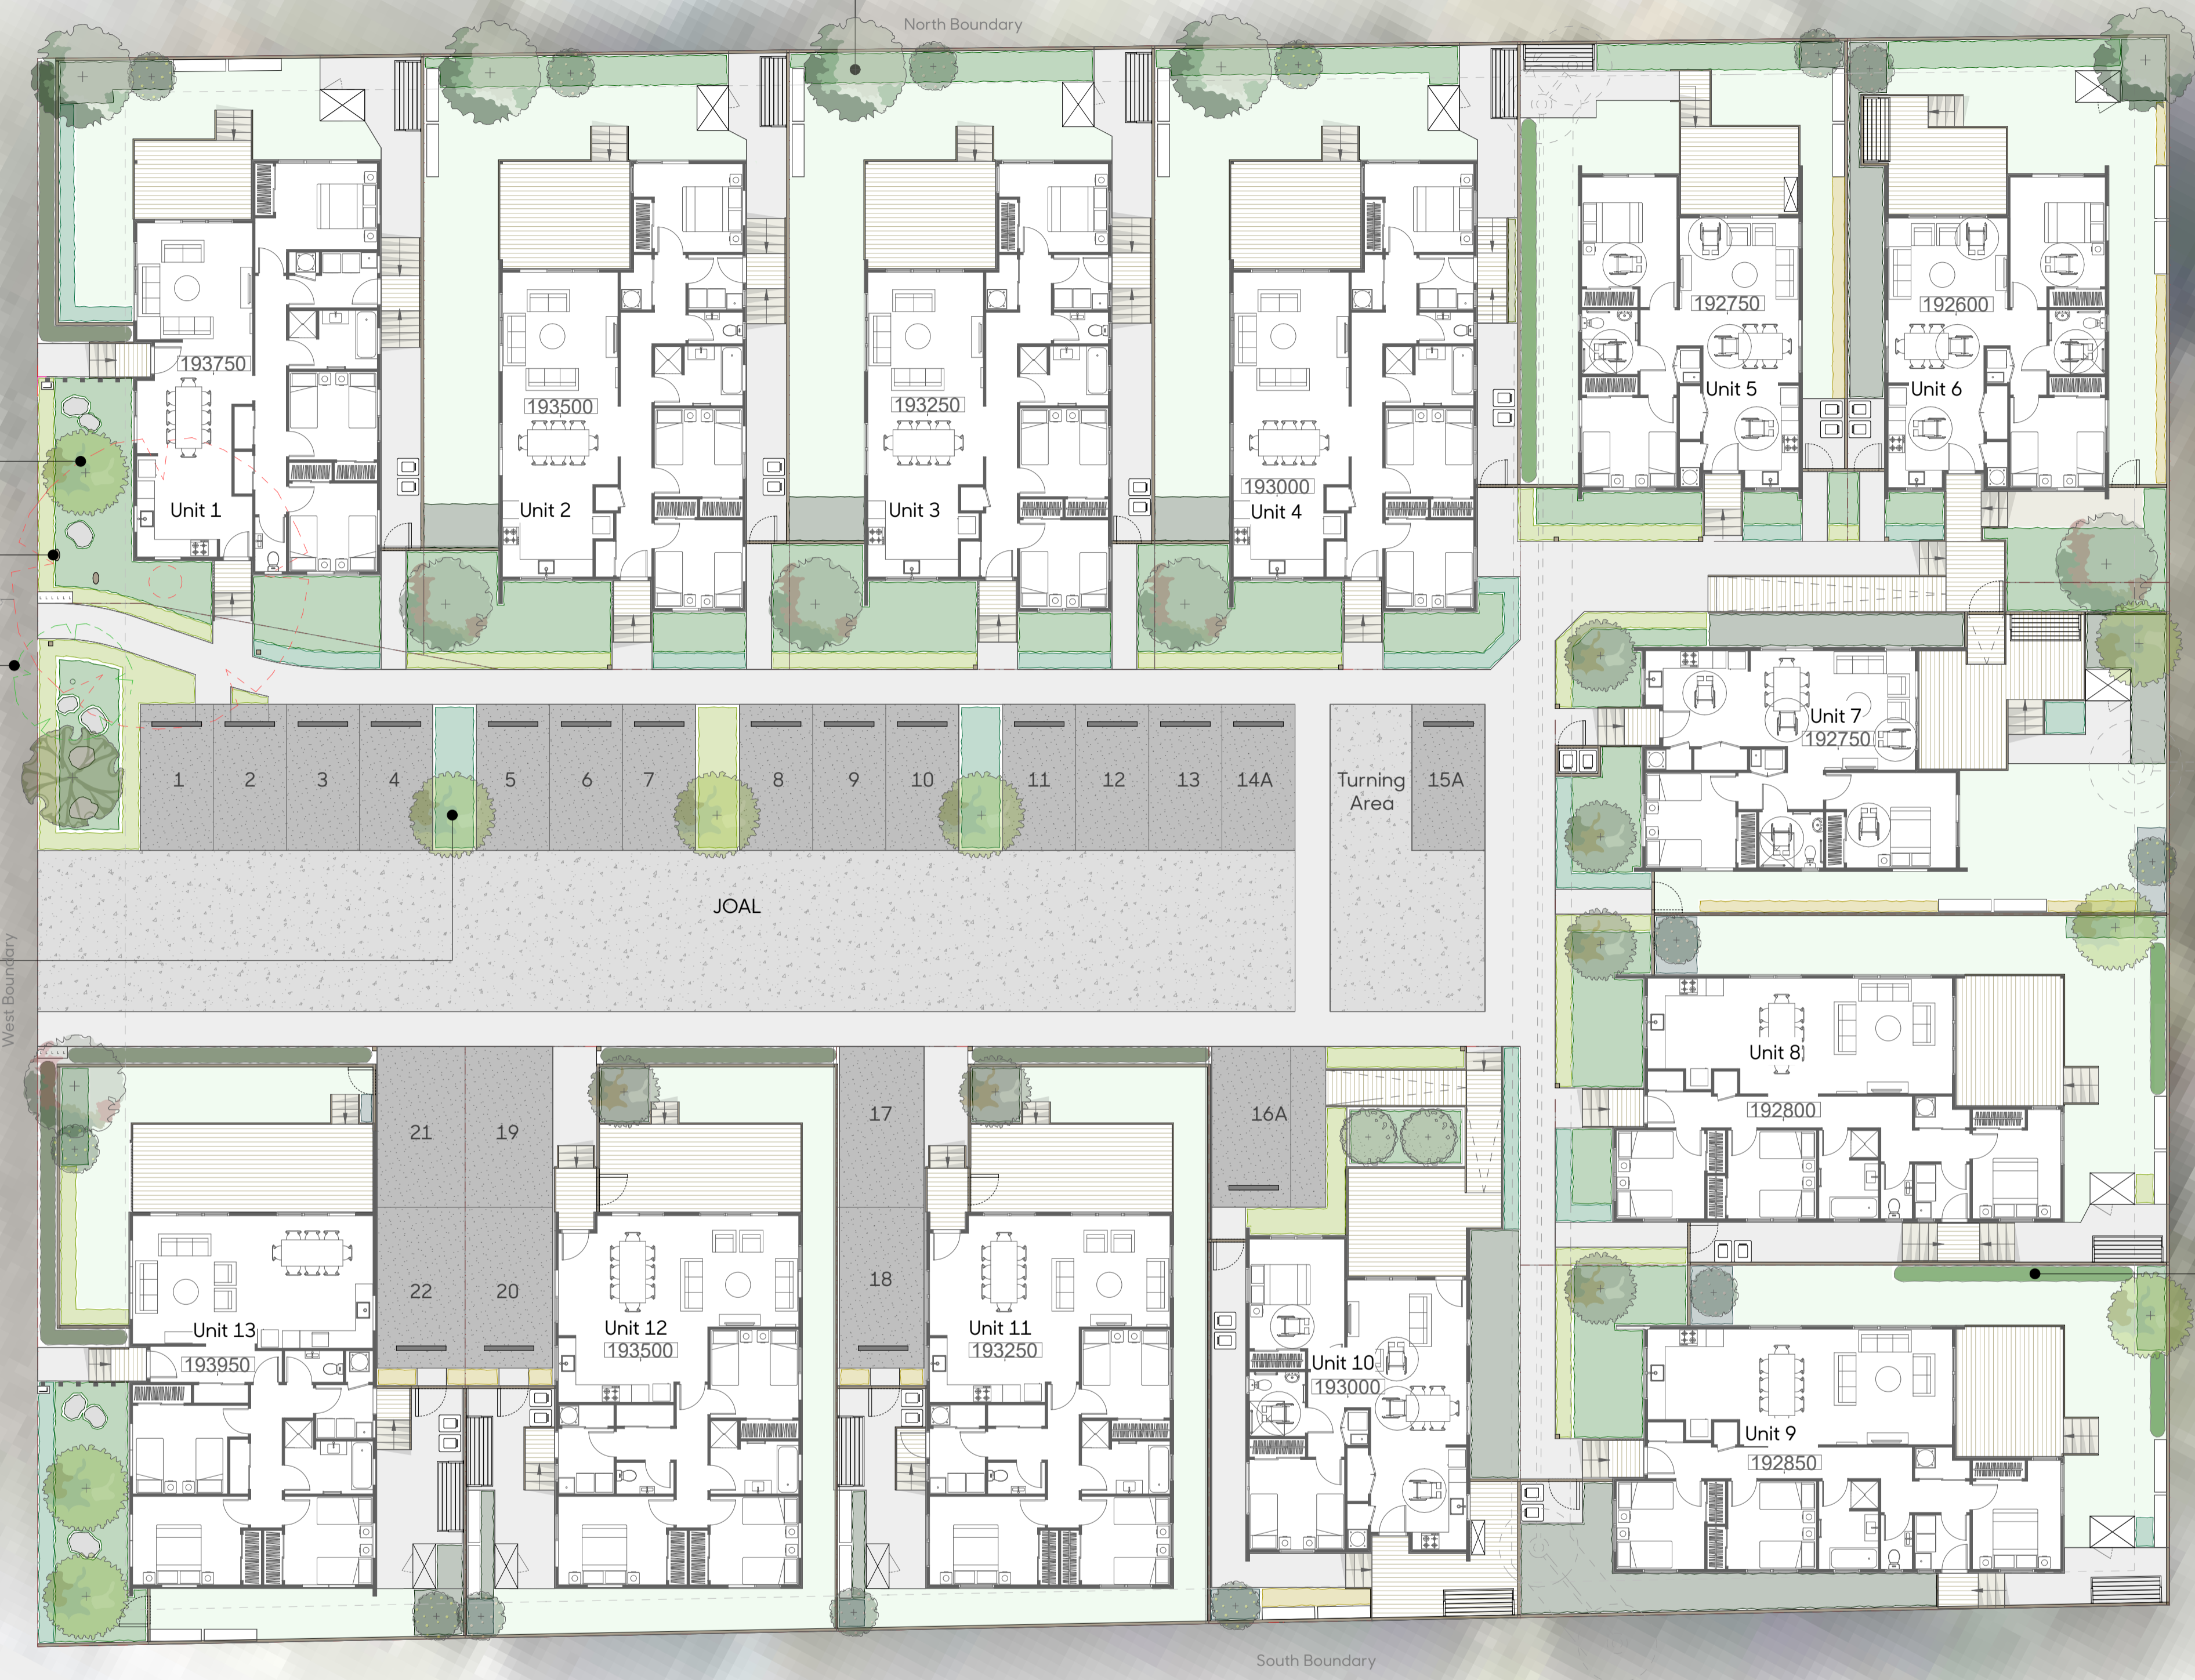 North Boundary
193750
Unit 1
193500
Unit 2
193250
Unit 3
193000
Unit 4
192750
Unit 5
192600
Unit 6
Unit 7
192750
1
2
3
4
5
6
7
8
9
10
11
12
13
14A
Turning
Area
15A
JOAL
West Boundary
Unit 8
192800
21
19
17
16A
22
20
18
Unit 13
193950
Unit 12
193500
Unit 11
193250
Unit 10
193000
Unit 9
192850
South Boundary